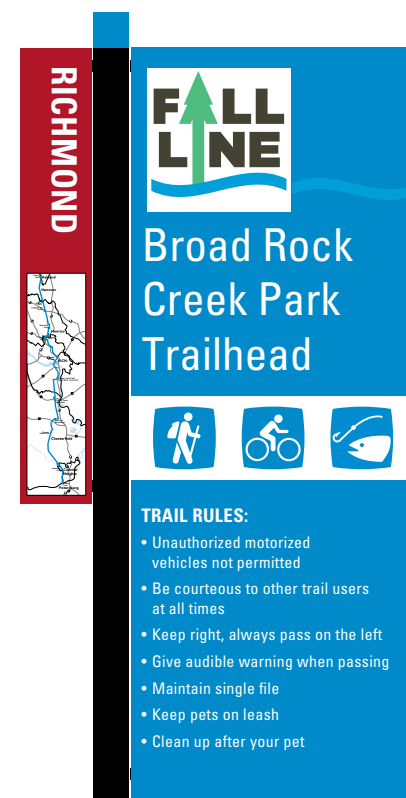 RICHMOND
FALL
LINE
Broad Rock
Creek Park
Trailhead
Chesterfield
Petersburg
TRAIL RULES:
• Unauthorized motorized
vehicles not permitted
• Be courteous to other trail users
at all times
• Keep right, always pass on the left
• Give audible warning when passing
• Maintain single file
• Keep pets on leash
• Clean up after your pet